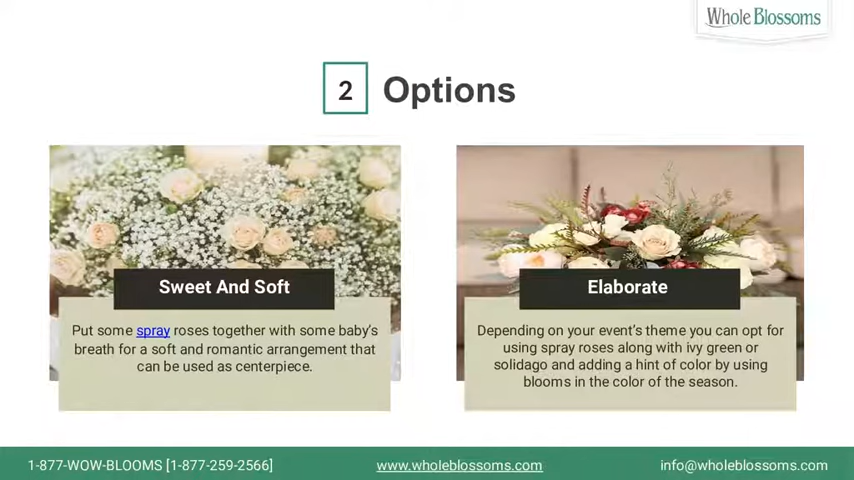 Whole Blossoms
2 Options
Sweet And Soft
Put some spray roses together with some baby's
breath for a soft and romantic arrangement that
can be used as centerpiece.
Elaborate
Depending on your event's theme you can opt for
using spray roses along with ivy green or
solidago and adding a hint of color by using
blooms in the color of the season.
1-877-WOW-BLOOMS [1-877-259-2566]
www.wholeblossoms.com
info@wholeblossoms.com